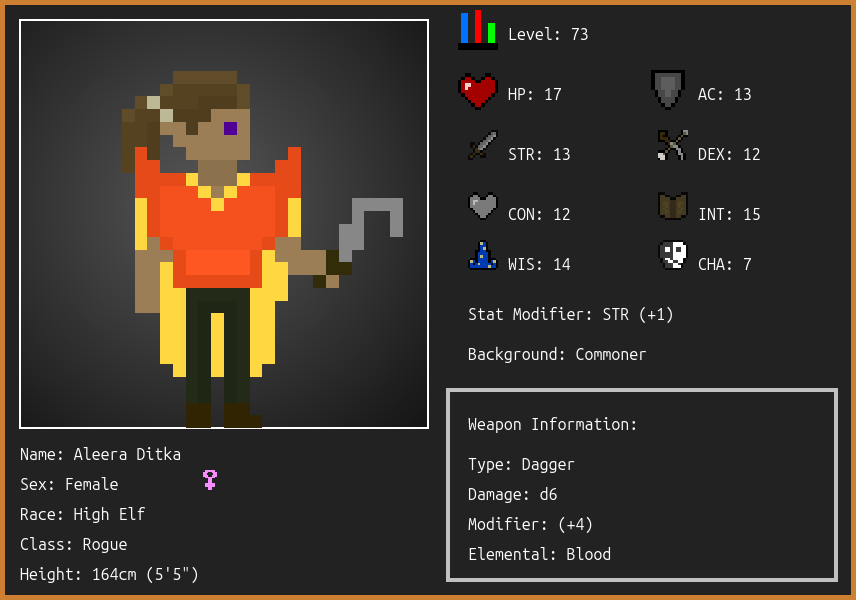 Level: 73
HP: 17
AC: 13
STR: 13
DEX: 12
CON: 12
INT: 15
WIS: 14
CHA: 7
Stat Modifier: STR (+1)
Background: Commoner
Weapon Information:
Type: Dagger
Damage: d6
Modifier: (+4)
Elemental: Blood
Name: Aleera Ditka
Sex: Female
Race: High Elf
Class: Rogue
Height: 164cm (5'5")